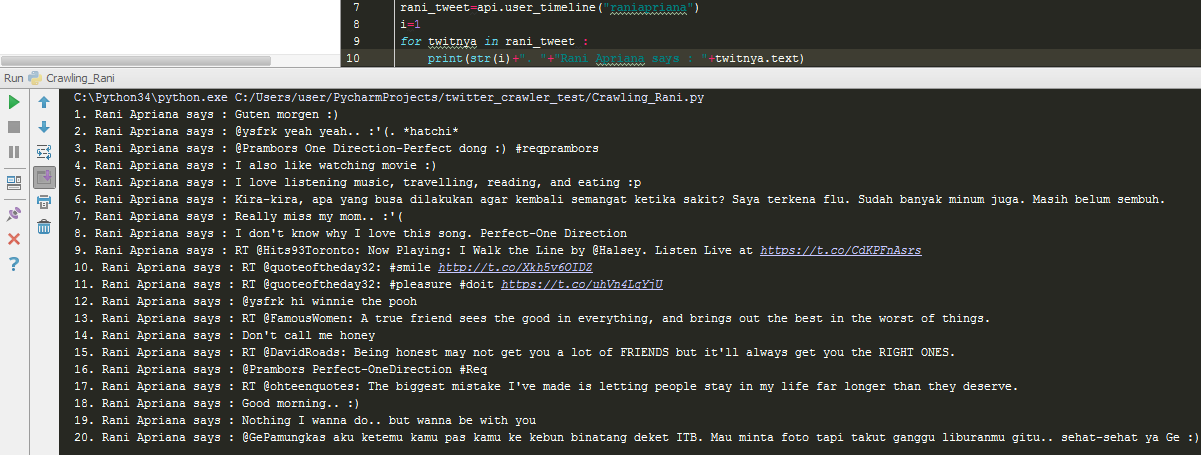 7 rani_tweet=api.user_timeline("raniapriana")
8 i=1
9 for twitnya in rani_tweet :
10 print(str(i)+". "+"Rani Apriana says : "+twitnya.text)
Run Crawling_Rani
C:\Python34\python.exe C:/Users/user/PycharmProjects/twitter_crawler_test/Crawling_Rani.py
1. Rani Apriana says : Guten morgen :)
2. Rani Apriana says : @ysfrk yeah yeah.. :'(. *hatchi*
3. Rani Apriana says : @Prambors One Direction-Perfect dong :) #reqprambors
4. Rani Apriana says : I also like watching movie :)
5. Rani Apriana says : I love listening music, travelling, reading, and eating :p
6. Rani Apriana says : Kira-kira, apa yang busa dilakukan agar kembali semangat ketika sakit? Saya terkena flu. Sudah banyak minum juga. Masih belum sembuh.
7. Rani Apriana says : Really miss my mom.. :'(
8. Rani Apriana says : I don't know why I love this song. Perfect-One Direction
9. Rani Apriana says : RT @Hits93Toronto: Now Playing: I Walk the Line by @Halsey. Listen Live at https://t.co/CdKPFnAsrs
10. Rani Apriana says : RT @quoteoftheday32: #smile http://t.co/Xkh5v6OIDZ
11. Rani Apriana says : RT @quoteoftheday32: #pleasure #doit https://t.co/uhVn4LqYjU
12. Rani Apriana says : @ysfrk hi winnie the pooh
13. Rani Apriana says : RT @FamousWomen: A true friend sees the good in everything, and brings out the best in the worst of things.
14. Rani Apriana says : Don't call me honey
15. Rani Apriana says : RT @DavidRoads: Being honest may not get you a lot of FRIENDS but it'll always get you the RIGHT ONES.
16. Rani Apriana says : @Prambors Perfect-OneDirection #Req
17. Rani Apriana says : RT @ohteenquotes: The biggest mistake I've made is letting people stay in my life far longer than they deserve.
18. Rani Apriana says : Good morning.. :)
19. Rani Apriana says : Nothing I wanna do.. but wanna be with you
20. Rani Apriana says : @GePamungkas aku ketemu kamu pas kamu ke kebun binatang deket ITB. Mau minta foto tapi takut ganggu liburanmu gitu.. sehat-sehat ya Ge :)